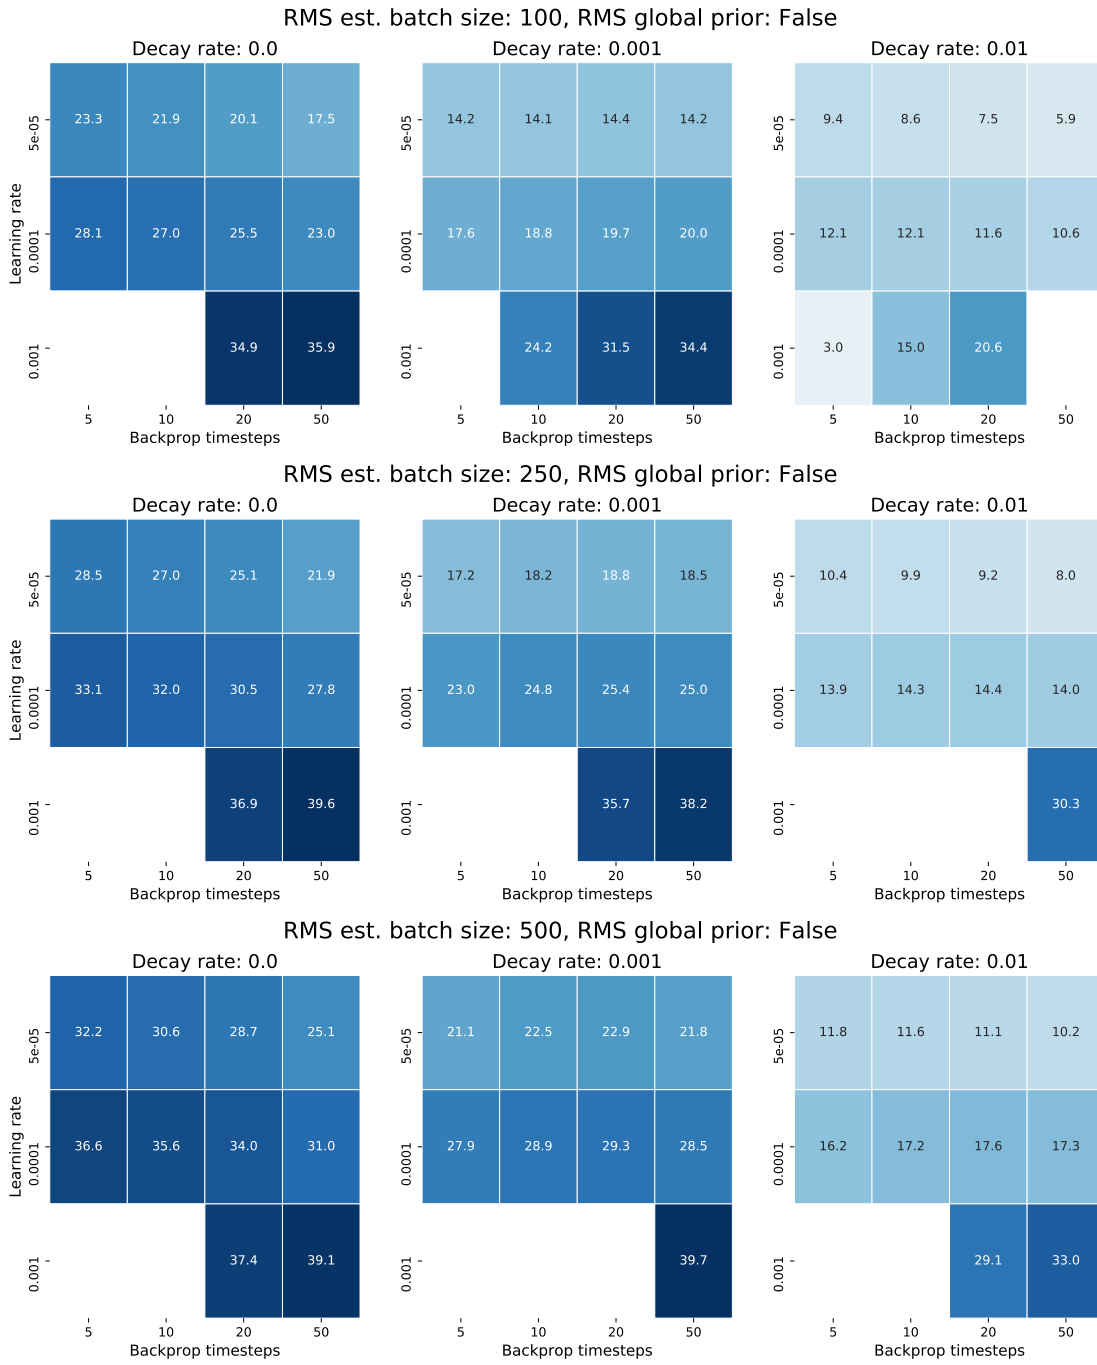 RMS est. batch size: 100, RMS global prior: False
Decay rate: 0.0 Decay rate: 0.001 Decay rate: 0.01
Learning rate
5e-05 23.3 21.9 20.1 17.5 5e-05 14.2 14.1 14.4 14.2 5e-05 9.4 8.6 7.5 5.9
0.0001 28.1 27.0 25.5 23.0 0.0001 17.6 18.8 19.7 20.0 0.0001 12.1 12.1 11.6 10.6
0.001 34.9 35.9 0.001 24.2 31.5 34.4 0.001 3.0 15.0 20.6
5 10 20 50 5 10 20 50 5 10 20 50
Backprop timesteps Backprop timesteps Backprop timesteps
RMS est. batch size: 250, RMS global prior: False
Decay rate: 0.0 Decay rate: 0.001 Decay rate: 0.01
Learning rate
5e-05 28.5 27.0 25.1 21.9 5e-05 17.2 18.2 18.8 18.5 5e-05 10.4 9.9 9.2 8.0
0.0001 33.1 32.0 30.5 27.8 0.0001 23.0 24.8 25.4 25.0 0.0001 13.9 14.3 14.4 14.0
0.001 36.9 39.6 0.001 35.7 38.2 0.001 30.3
5 10 20 50 5 10 20 50 5 10 20 50
Backprop timesteps Backprop timesteps Backprop timesteps
RMS est. batch size: 500, RMS global prior: False
Decay rate: 0.0 Decay rate: 0.001 Decay rate: 0.01
Learning rate
5e-05 32.2 30.6 28.7 25.1 5e-05 21.1 22.5 22.9 21.8 5e-05 11.8 11.6 11.1 10.2
0.0001 36.6 35.6 34.0 31.0 0.0001 27.9 28.9 29.3 28.5 0.0001 16.2 17.2 17.6 17.3
0.001 37.4 39.1 0.001 39.7 0.001 29.1 33.0
5 10 20 50 5 10 20 50 5 10 20 50
Backprop timesteps Backprop timesteps Backprop timesteps